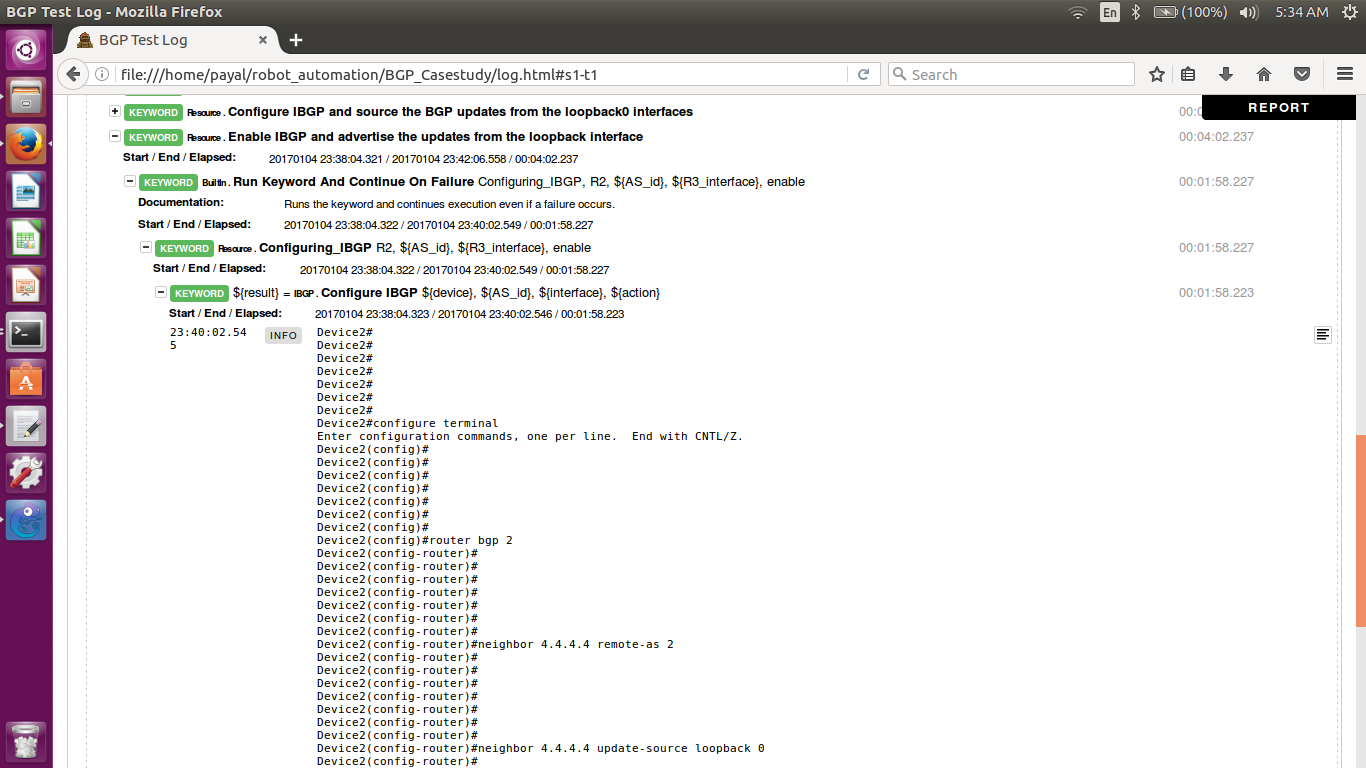 BGP Test Log - Mozilla Firefox
En
(100%)
5:34 AM
BGP Test Log
file:///home/payal/robot_automation/BGP_Casestudy/log.html#s1-t1
Search
REPORT
KEYWORD Resource . Configure IBGP and source the BGP updates from the loopback0 interfaces
KEYWORD Resource . Enable IBGP and advertise the updates from the loopback interface 00:04:02.237
Start / End / Elapsed: 20170104 23:38:04.321 / 20170104 23:42:06.558 / 00:04:02.237
KEYWORD BuiltIn . Run Keyword And Continue On Failure Configuring_IBGP, R2, ${AS_id}, ${R3_interface}, enable 00:01:58.227
Documentation: Runs the keyword and continues execution even if a failure occurs.
Start / End / Elapsed: 20170104 23:38:04.322 / 20170104 23:40:02.549 / 00:01:58.227
KEYWORD Resource . Configuring_IBGP R2, ${AS_id}, ${R3_interface}, enable 00:01:58.227
Start / End / Elapsed: 20170104 23:38:04.322 / 20170104 23:40:02.549 / 00:01:58.227
KEYWORD ${result} = IBGP . Configure IBGP ${device}, ${AS_id}, ${interface}, ${action} 00:01:58.223
Start / End / Elapsed: 20170104 23:38:04.323 / 20170104 23:40:02.546 / 00:01:58.223
23:40:02.54
5
INFO
Device2#
Device2#
Device2#
Device2#
Device2#
Device2#
Device2#
Device2#configure terminal
Enter configuration commands, one per line.  End with CNTL/Z.
Device2(config)#
Device2(config)#
Device2(config)#
Device2(config)#
Device2(config)#
Device2(config)#
Device2(config)#
Device2(config)#router bgp 2
Device2(config-router)#
Device2(config-router)#
Device2(config-router)#
Device2(config-router)#
Device2(config-router)#
Device2(config-router)#
Device2(config-router)#
Device2(config-router)#neighbor 4.4.4.4 remote-as 2
Device2(config-router)#
Device2(config-router)#
Device2(config-router)#
Device2(config-router)#
Device2(config-router)#
Device2(config-router)#
Device2(config-router)#
Device2(config-router)#neighbor 4.4.4.4 update-source loopback 0
Device2(config-router)#